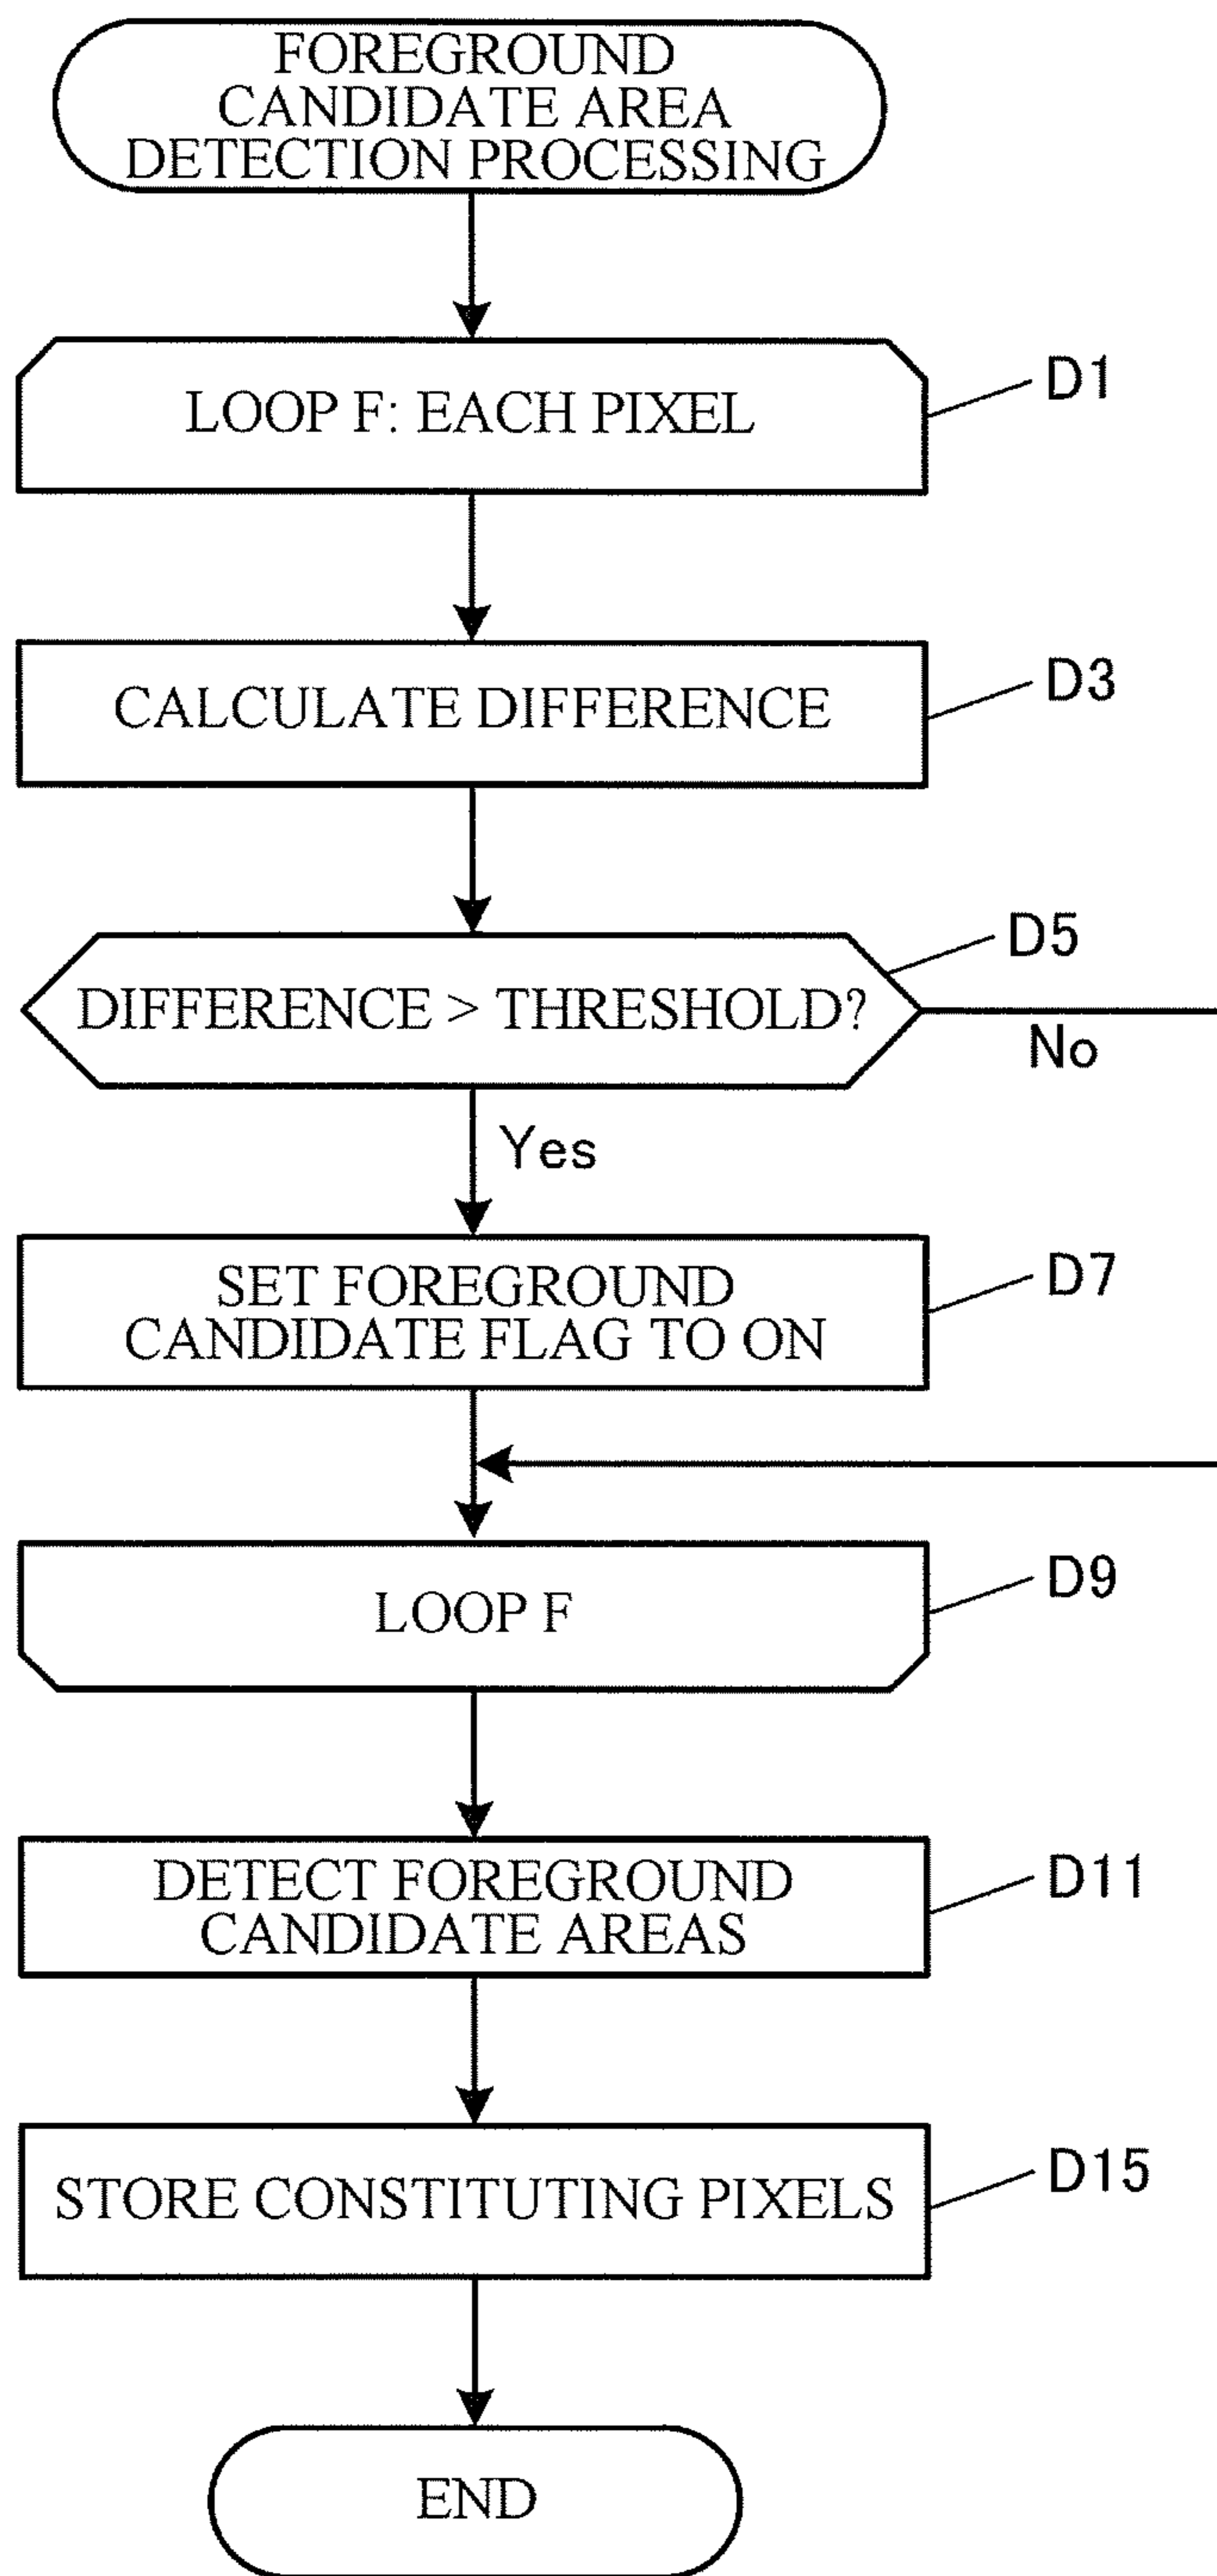 FOREGROUND
CANDIDATE AREA
DETECTION PROCESSING
LOOP F: EACH PIXEL
D1
CALCULATE DIFFERENCE
D3
DIFFERENCE > THRESHOLD?
D5
No
Yes
SET FOREGROUND
CANDIDATE FLAG TO ON
D7
LOOP F
D9
DETECT FOREGROUND
CANDIDATE AREAS
D11
STORE CONSTITUTING PIXELS
D15
END